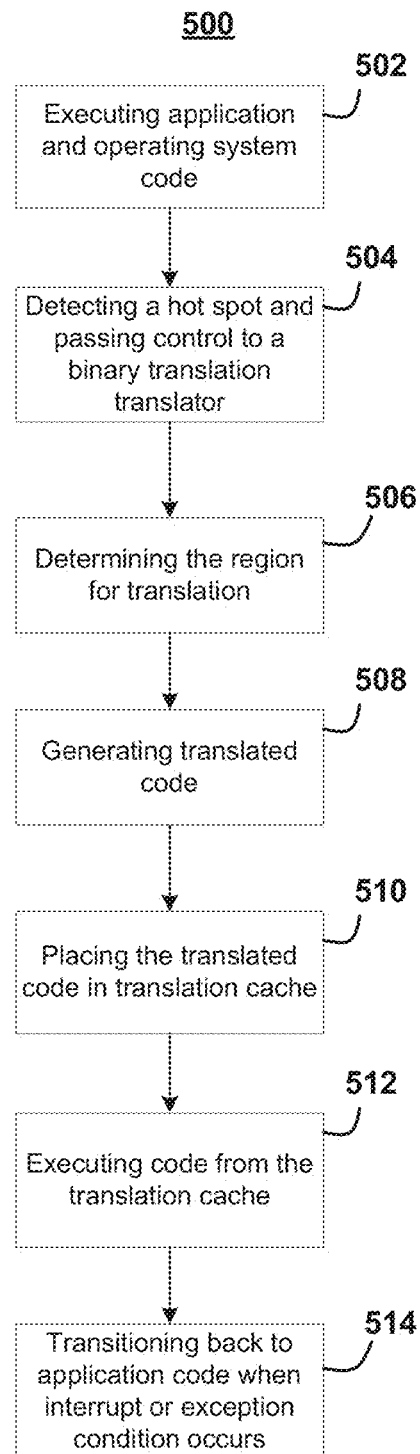 500
502
Executing application
and operating system
code
504
Detecting a hot spot and
passing control to a
binary translation
translator
506
Determining the region
for translation
508
Generating translated
code
510
Placing the translated
code in translation cache
512
Executing code from the
translation cache
514
Transitioning back to
application code when
interrupt or exception
condition occurs